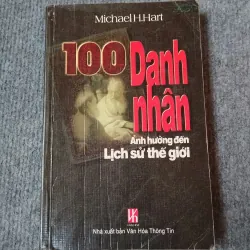 Michael H.Hart
100 Danh
nhân
Ảnh hưởng đến
Lịch sử thế giới
Nhà xuất bản Văn Hóa Thông Tin